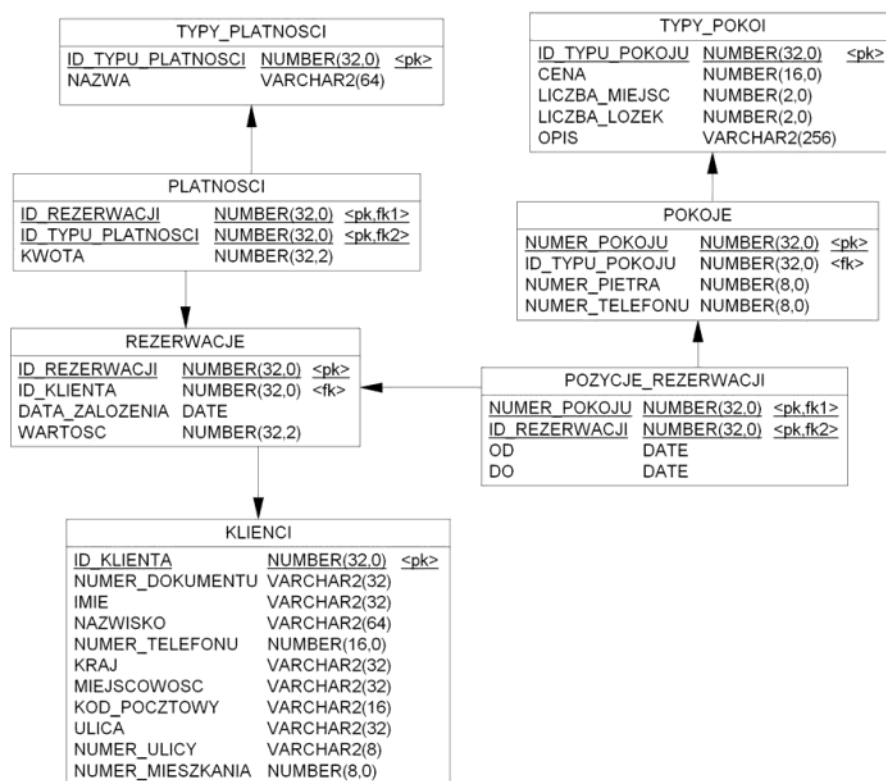 TYPY_PLATNOSCI
ID_TYPU_PLATNOSCI NUMBER(32,0) <pk>
NAZWA VARCHAR2(64)
TYPY_POKOI
ID_TYPU_POKOJU NUMBER(32,0) <pk>
CENA NUMBER(16,0)
LICZBA_MIEJSC NUMBER(2,0)
LICZBA_LOZEK NUMBER(2,0)
OPIS VARCHAR2(256)
PLATNOSCI
ID_REZERWACJI NUMBER(32,0) <pk,fk1>
ID_TYPU_PLATNOSCI NUMBER(32,0) <pk,fk2>
KWOTA NUMBER(32,2)
POKOJE
NUMER_POKOJU NUMBER(32,0) <pk>
ID_TYPU_POKOJU NUMBER(32,0) <fk>
NUMER_PIETRA NUMBER(8,0)
NUMER_TELEFONU NUMBER(8,0)
REZERWACJE
ID_REZERWACJI NUMBER(32,0) <pk>
ID_KLIENTA NUMBER(32,0) <fk>
DATA_ZALOZENIA DATE
WARTOSC NUMBER(32,2)
POZYCJE_REZERWACJI
NUMER_POKOJU NUMBER(32,0) <pk,fk1>
ID_REZERWACJI NUMBER(32,0) <pk,fk2>
OD DATE
DO DATE
KLIENCI
ID_KLIENTA NUMBER(32,0) <pk>
NUMER_DOKUMENTU VARCHAR2(32)
IMIE VARCHAR2(32)
NAZWISKO VARCHAR2(64)
NUMER_TELEFONU NUMBER(16,0)
KRAJ VARCHAR2(32)
MIEJSCOWOSC VARCHAR2(32)
KOD_POCZTOWY VARCHAR2(16)
ULICA VARCHAR2(32)
NUMER_ULICY VARCHAR2(8)
NUMER_MIESZKANIA NUMBER(8,0)